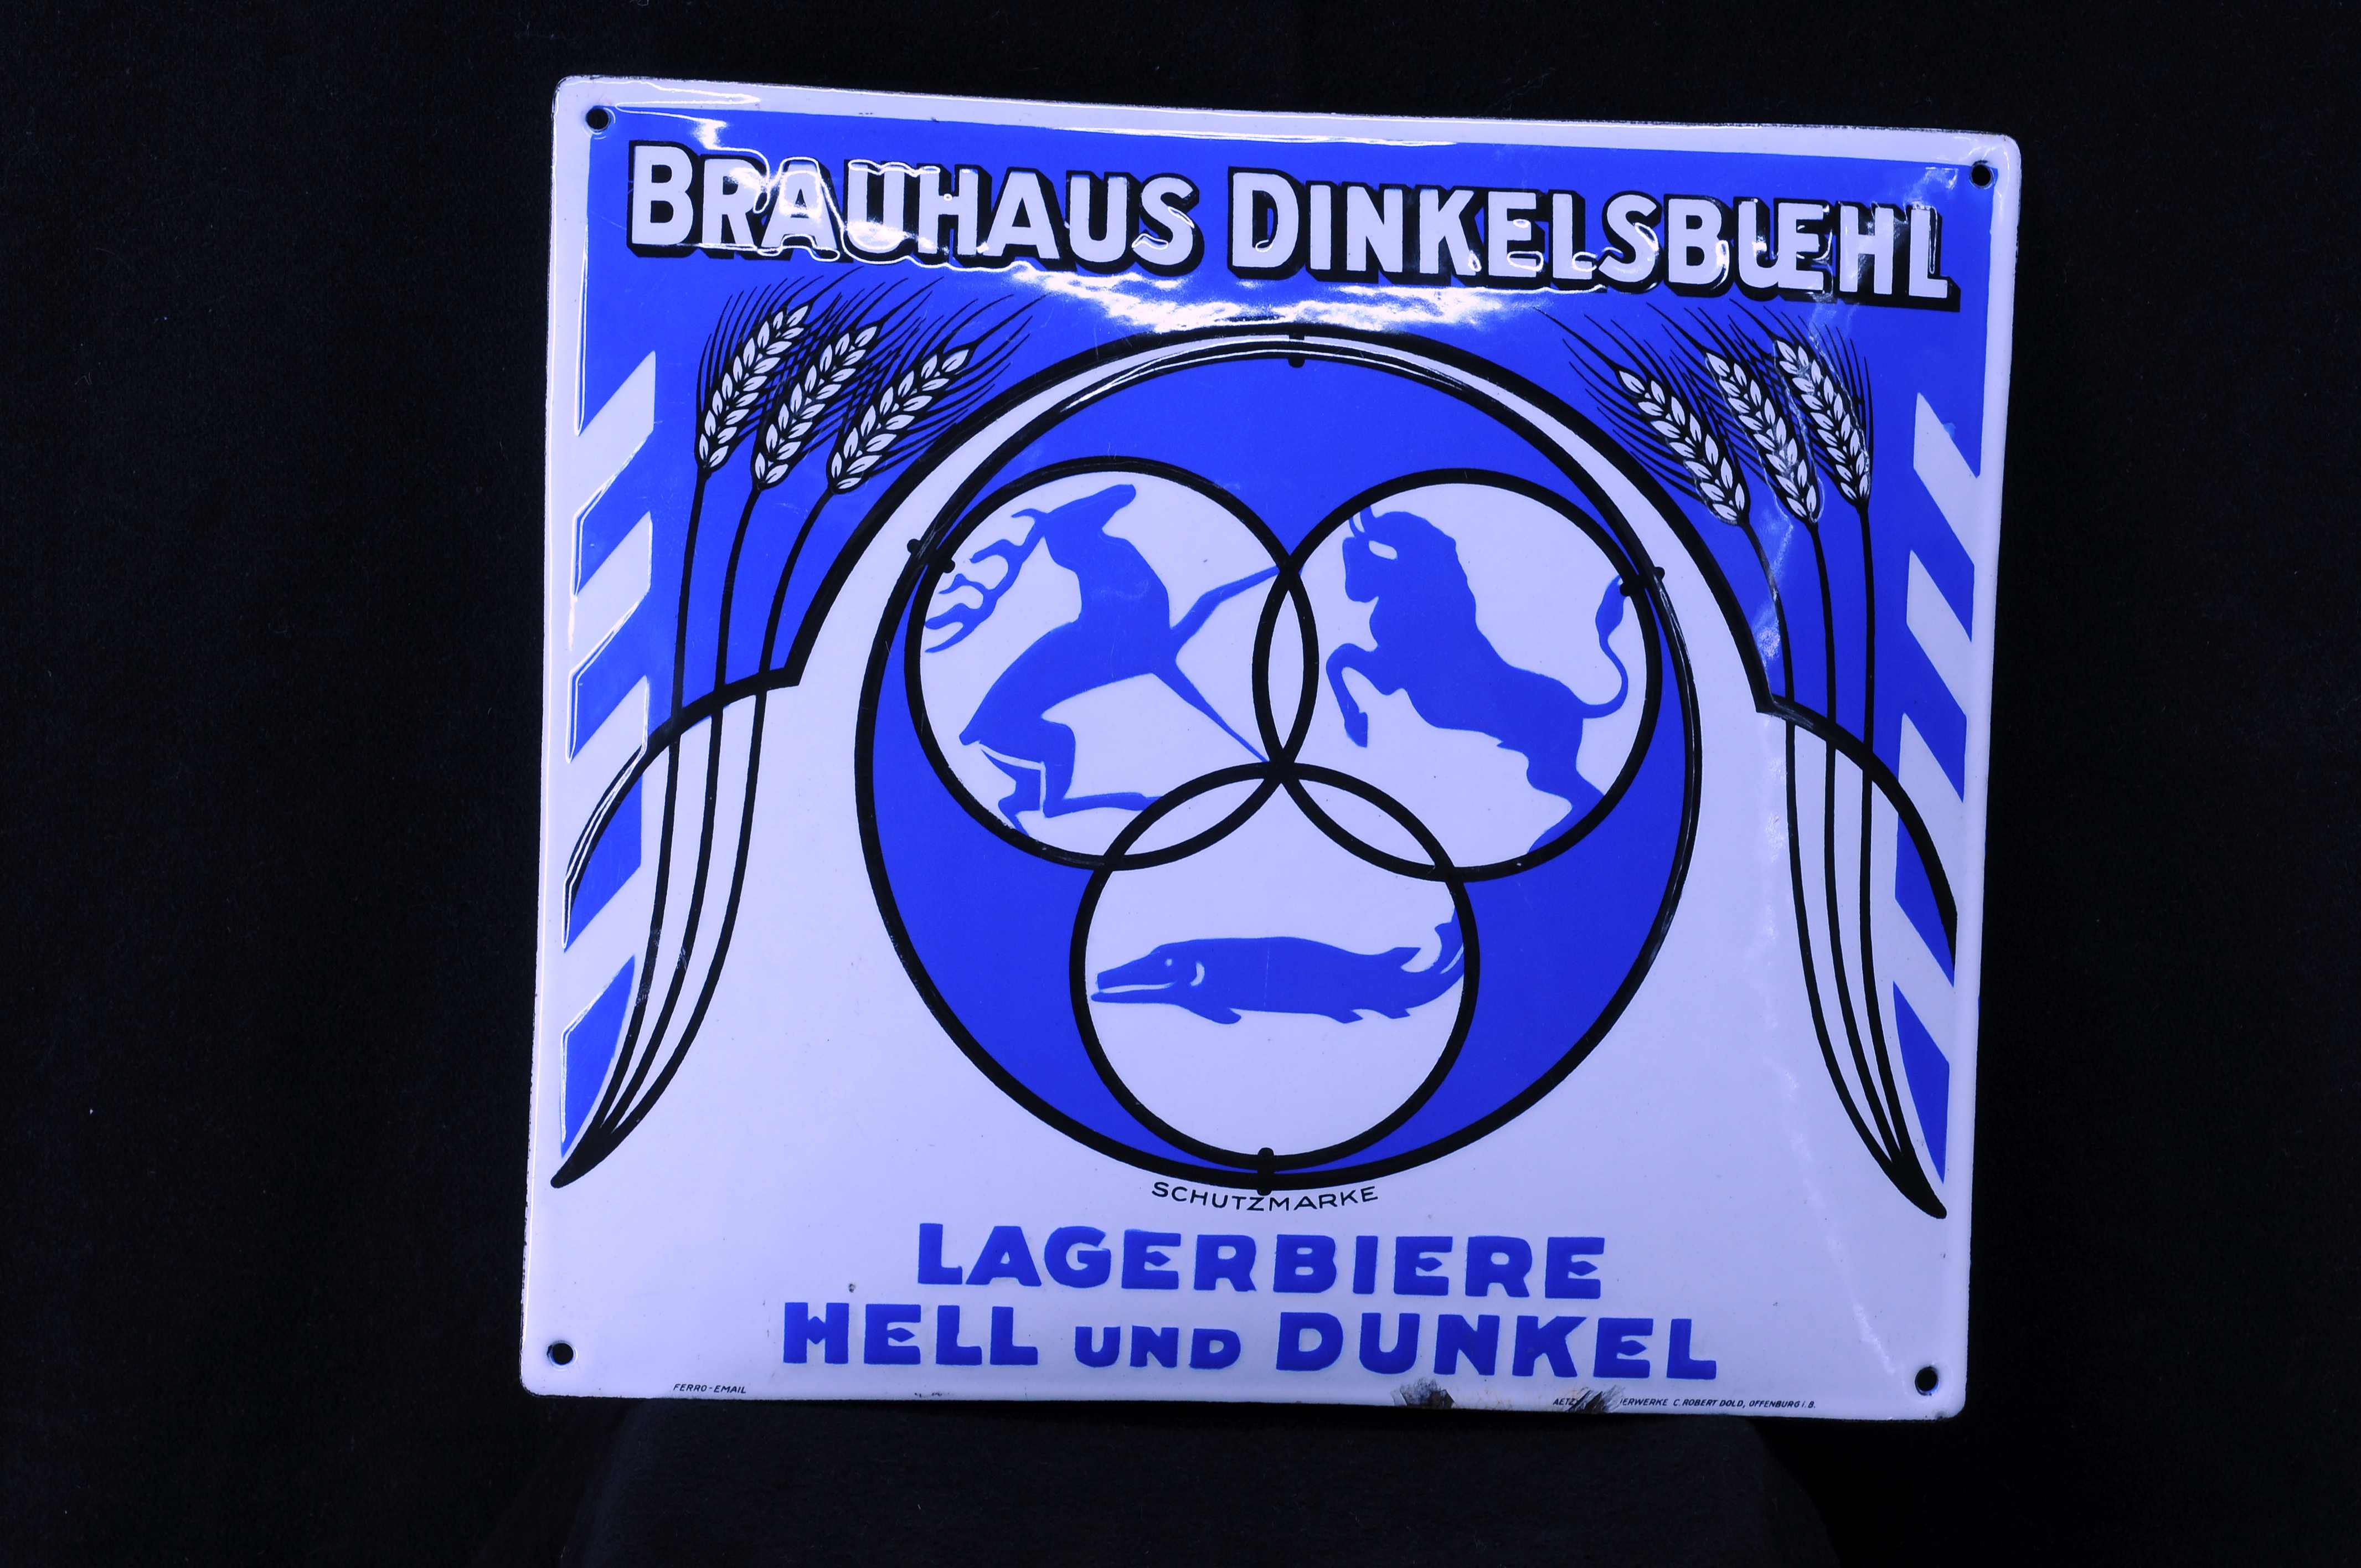 BRAUHAUS DINKELSBUEHL
SCHUTZMARKE
LAGERBIERE
HELL UND DUNKEL
FERRO-EMAIL
C. ROBERT DOLD, OFFENBURG i. B.